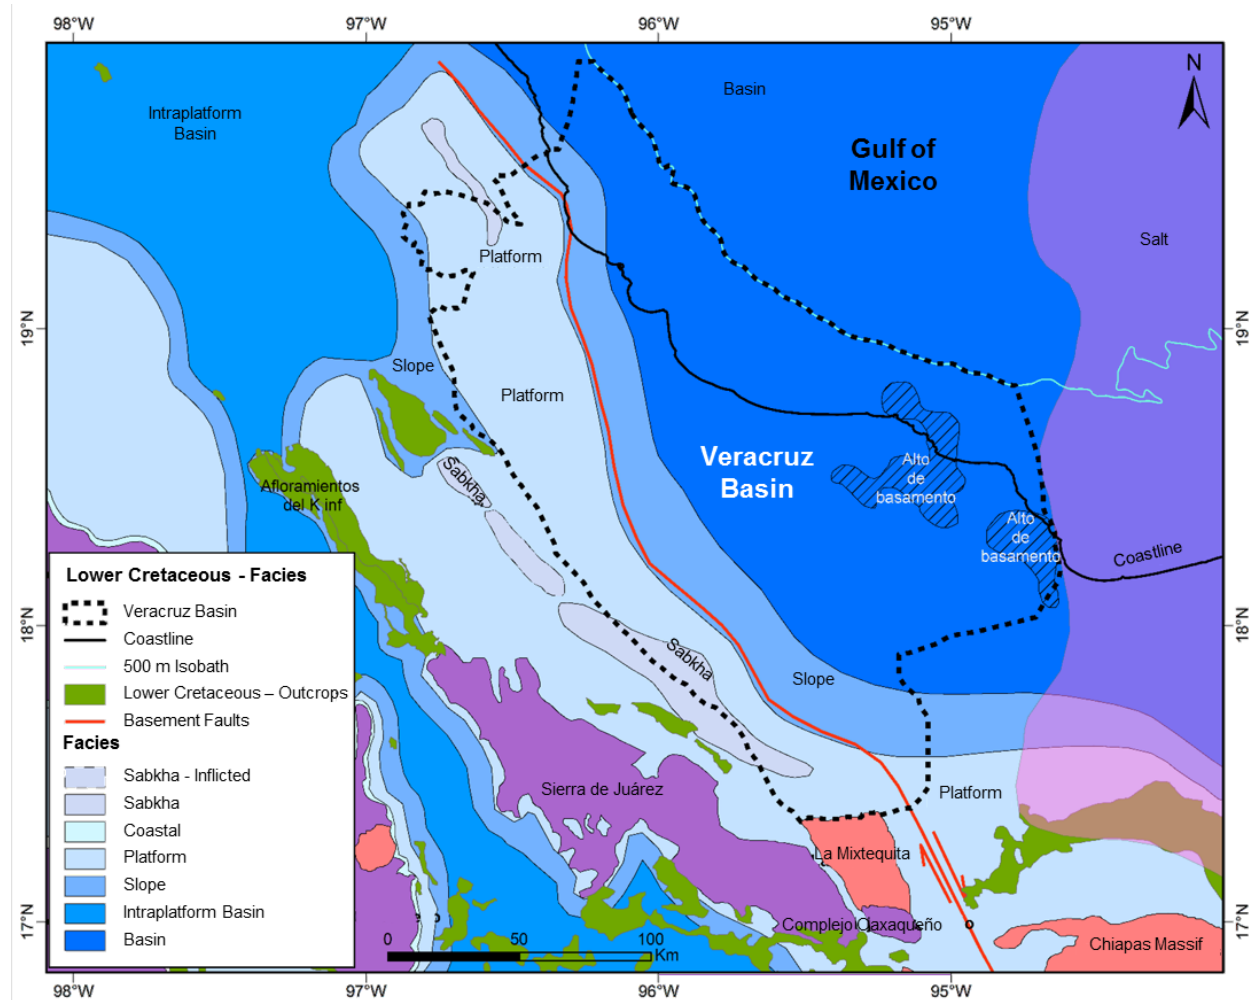 98°W
97°W
96°W
95°W
N
Basin
Intraplatform
Basin
Gulf of
Mexico
Salt
Platform
19°N
19°N
Slope
Platform
Veracruz
Basin
Alto
de
basamento
Sabkha
Afloramientos
del K inf
Alto
de
basamento
Coastline
18°N
18°N
Sabkha
Slope
Sierra de Juárez
Platform
La Mixtequita
Complejo Oaxaqueño
Chiapas Massif
17°N
17°N
Lower Cretaceous - Facies
Veracruz Basin
Coastline
500 m Isobath
Lower Cretaceous – Outcrops
Basement Faults
Facies
Sabkha - Inflicted
Sabkha
Coastal
Platform
Slope
Intraplatform Basin
Basin
0 50 100
Km
98°W
97°W
96°W
95°W